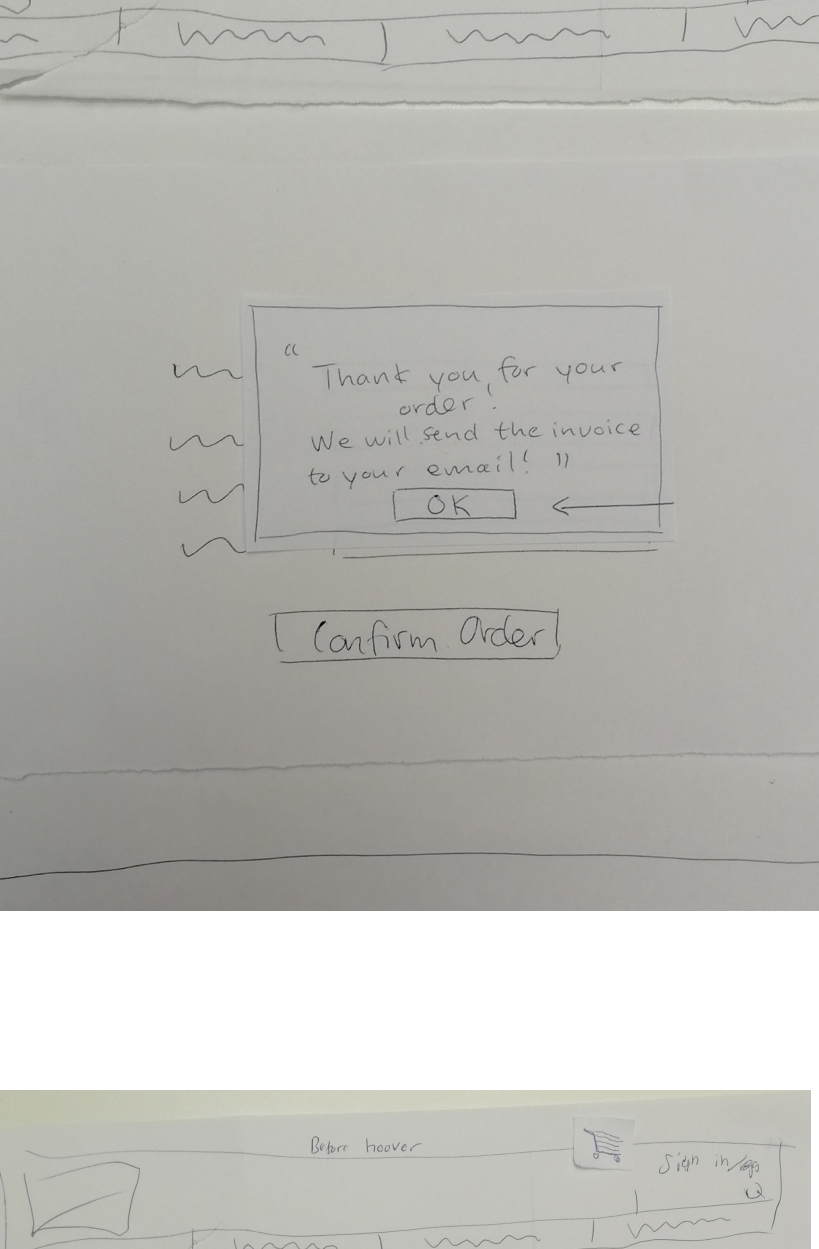 “
Thank you, for your
order!
We will send the invoice
to your email! ”
OK
Confirm Order
Before hoover
Sign in/